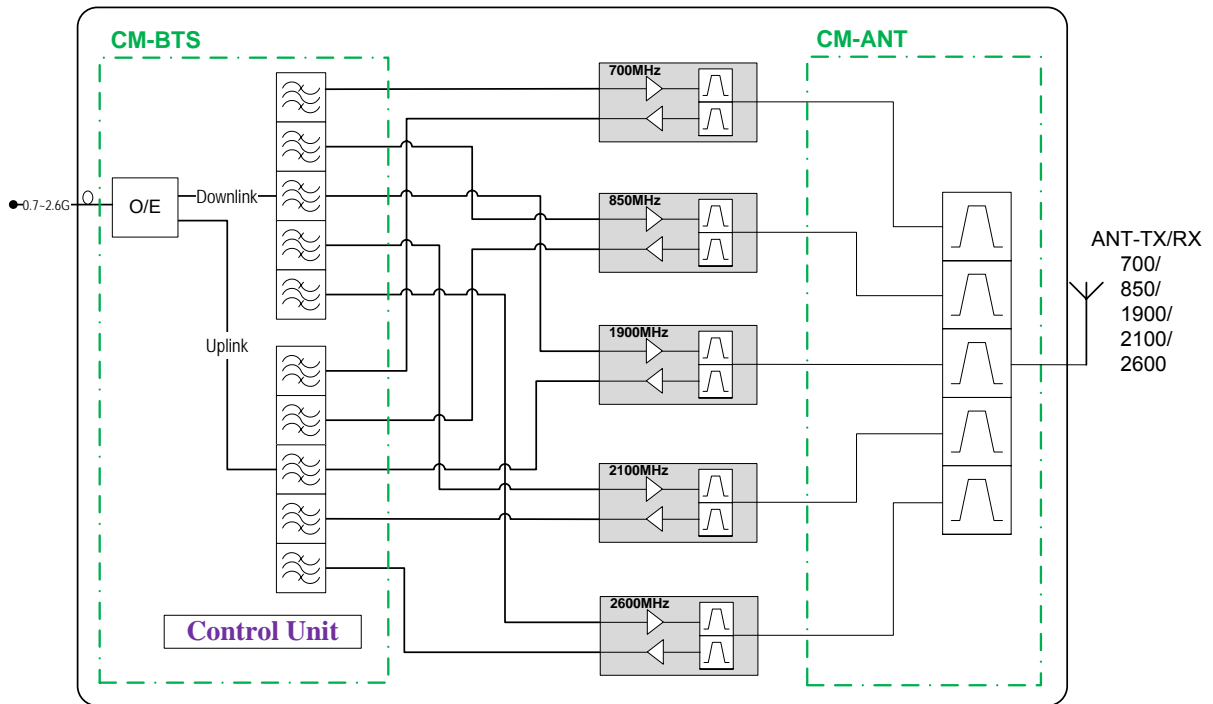 CM-BTS
CM-ANT
700MHz
850MHz
0.7~2.6G
O/E
Downlink
ANT-TX/RX
700/
850/
1900/
2100/
2600
1900MHz
Uplink
2100MHz
2600MHz
Control Unit